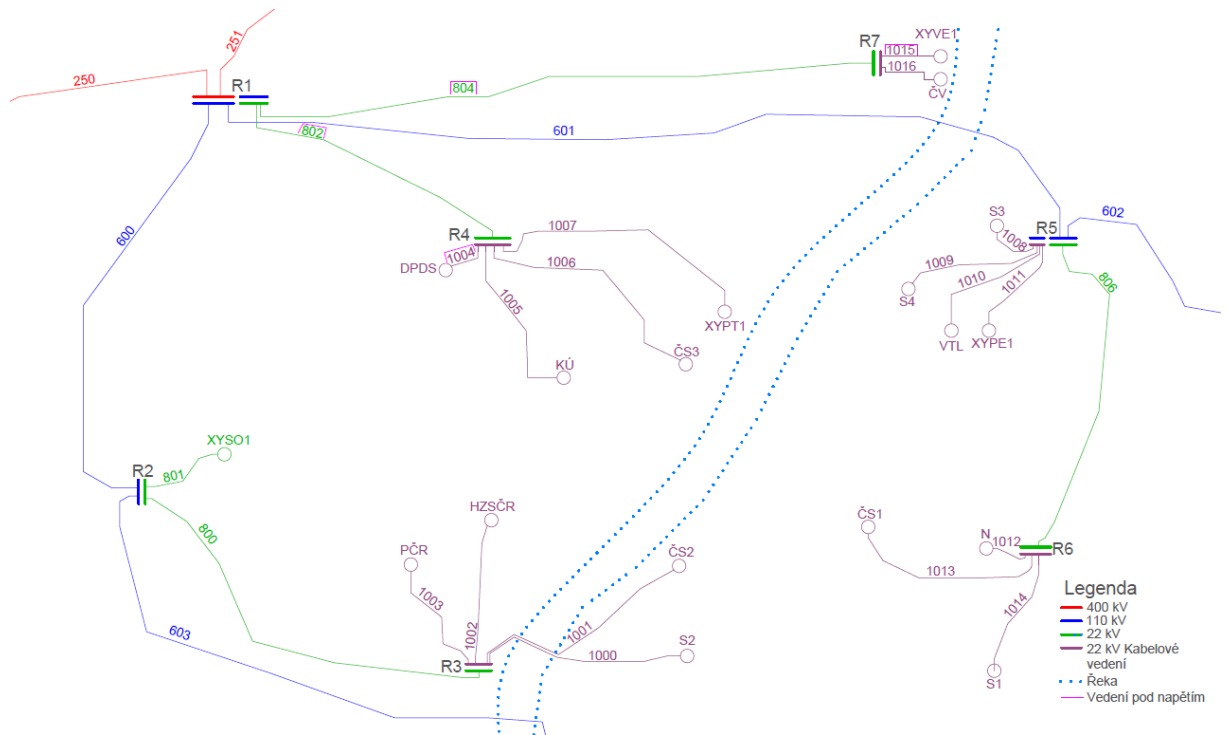 251
250
R1
804
802
601
600
R7
XYVE1
1015
1016
ČV
R4
1007
1004
DPDS
1006
1005
XYPT1
ČS3
KÚ
S3
1008
R5
602
1009
1010
1011
S4
VTL
XYPE1
806
XYSO1
R2
801
800
603
HZSČR
PČR
ČS2
1003
1002
1001
R3
1000
S2
ČS1
N
1012
R6
1013
1014
S1
Legenda
400 kV
110 kV
22 kV
22 kV Kabelové
vedení
Řeka
Vedení pod napětím